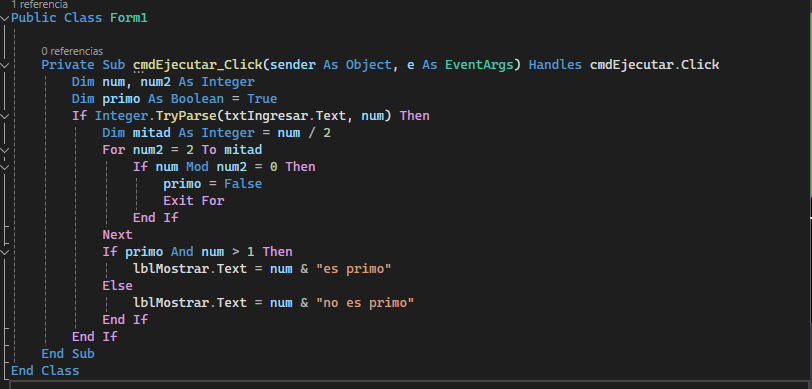 1 referencia
Public Class Form1
0 referencias
Private Sub cmdEjecutar_Click(sender As Object, e As EventArgs) Handles cmdEjecutar.Click
Dim num, num2 As Integer
Dim primo As Boolean = True
If Integer.TryParse(txtIngresar.Text, num) Then
Dim mitad As Integer = num / 2
For num2 = 2 To mitad
If num Mod num2 = 0 Then
primo = False
Exit For
End If
Next
If primo And num > 1 Then
lblMostrar.Text = num & "es primo"
Else
lblMostrar.Text = num & "no es primo"
End If
End If
End Sub
End Class